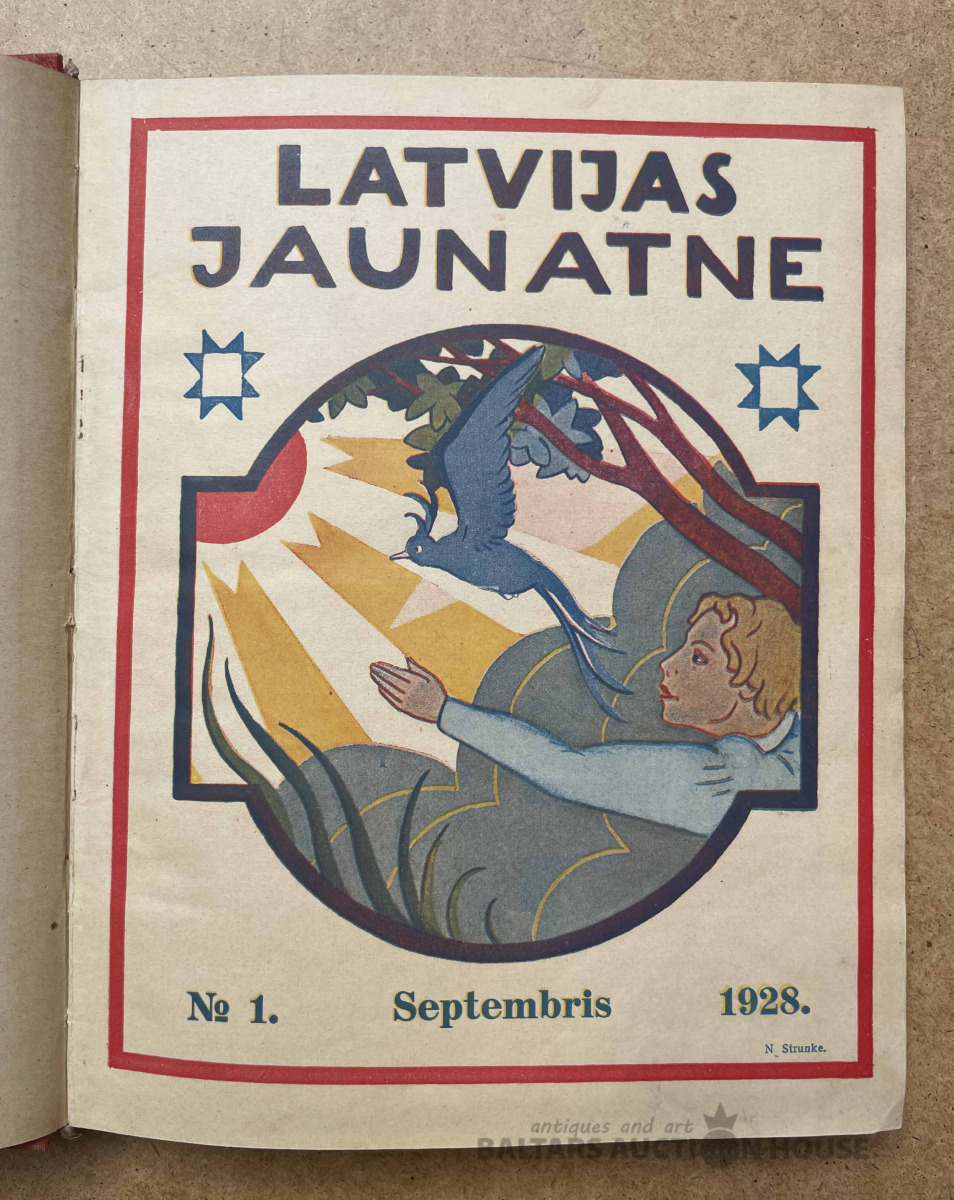 LATVIJAS
JAUNATNE
№ 1. Septembris 1928.
N. Strunke.
antiques and art
BALTARS AUCTION HOUSE